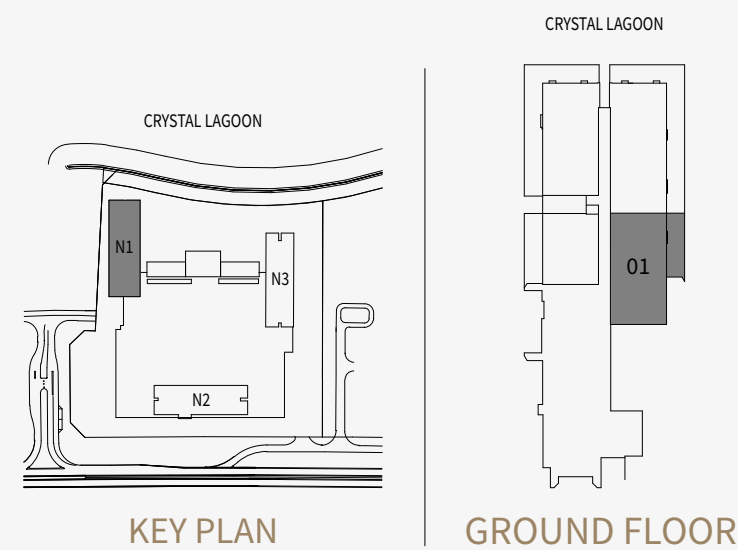 CRYSTAL LAGOON
N1
N3
N2
KEY PLAN
CRYSTAL LAGOON
01
GROUND FLOOR